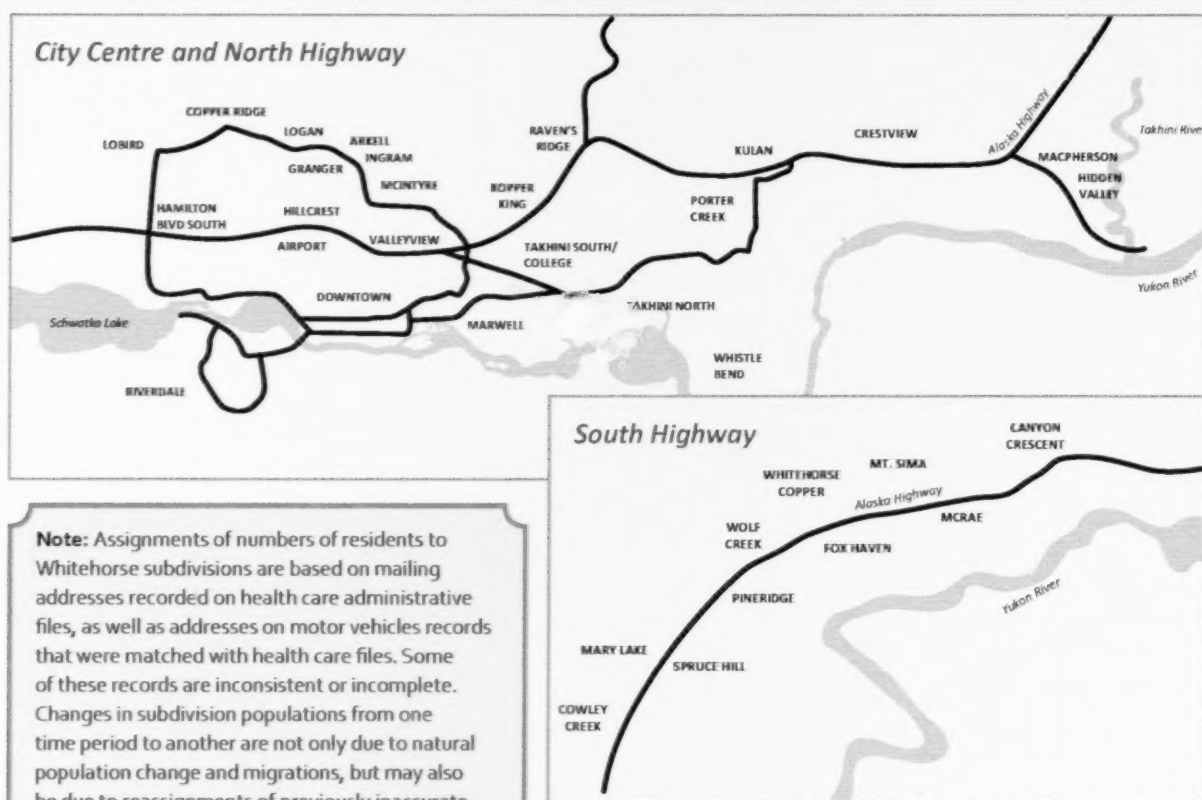 City Centre and North Highway
COPPER RIDGE
LOBIRD
LOGAN
ARKELL
INGRAM
GRANGER
MCINTYRE
HAMILTON
BLVD SOUTH
HILLCREST
AIRPORT
VALLEYVIEW
KOPPER
KING
RAVEN'S
RIDGE
KULAN
PORTER
CREEK
CRESTVIEW
Alaska Highway
Takhini River
MACPHERSON
HIDDEN
VALLEY
Yukon River
TAKHINI SOUTH/
COLLEGE
DOWNTOWN
MARWELL
TAKHINI NORTH
WHISTLE
BEND
Schwatka Lake
RIVERDALE
South Highway
CANYON
CRESCENT
MT. SIMA
WHITEHORSE
COPPER
Alaska Highway
MCRAE
WOLF
CREEK
FOX HAVEN
PINERIDGE
Yukon River
MARY LAKE
SPRUCE HILL
COWLEY
CREEK
Note: Assignments of numbers of residents to
Whitehorse subdivisions are based on mailing
addresses recorded on health care administrative
files, as well as addresses on motor vehicles records
that were matched with health care files. Some
of these records are inconsistent or incomplete.
Changes in subdivision populations from one
time period to another are not only due to natural
population change and migrations, but may also
be due to reassignments of previously inaccurate